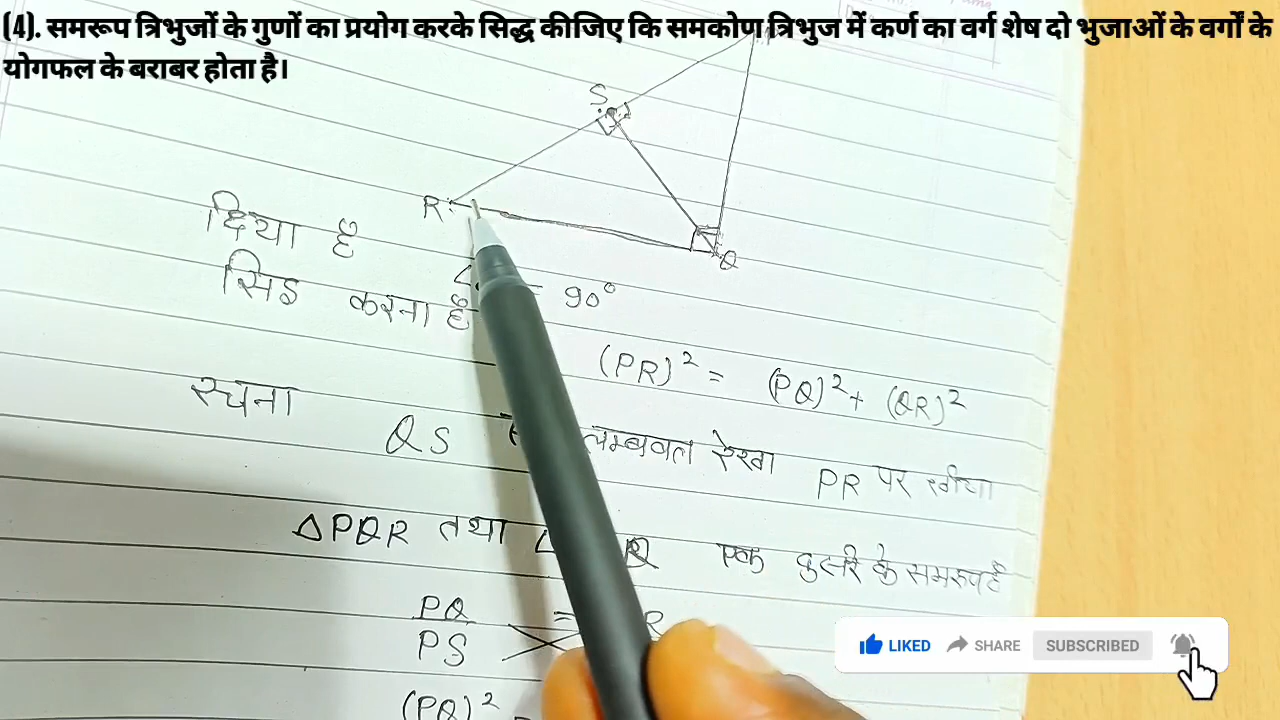 (4). समरूप त्रिभुजों के गुणों का प्रयोग करके सिद्ध कीजिए कि समकोण त्रिभुज में कर्ण का वर्ग शेष दो भुजाओं के वर्गों के
योगफल के बराबर होता है।
S
R
Q
दिया है
= 90°
सिद्ध करना है
(PR)² = (PQ)² + (QR)²
रचना
QS लम्बवत रेखा PR पर खींचा
ΔPQR तथा Q एक दुसरे के समरूप है
PQ = R
PS
(PQ)² =
LIKED SHARE SUBSCRIBED